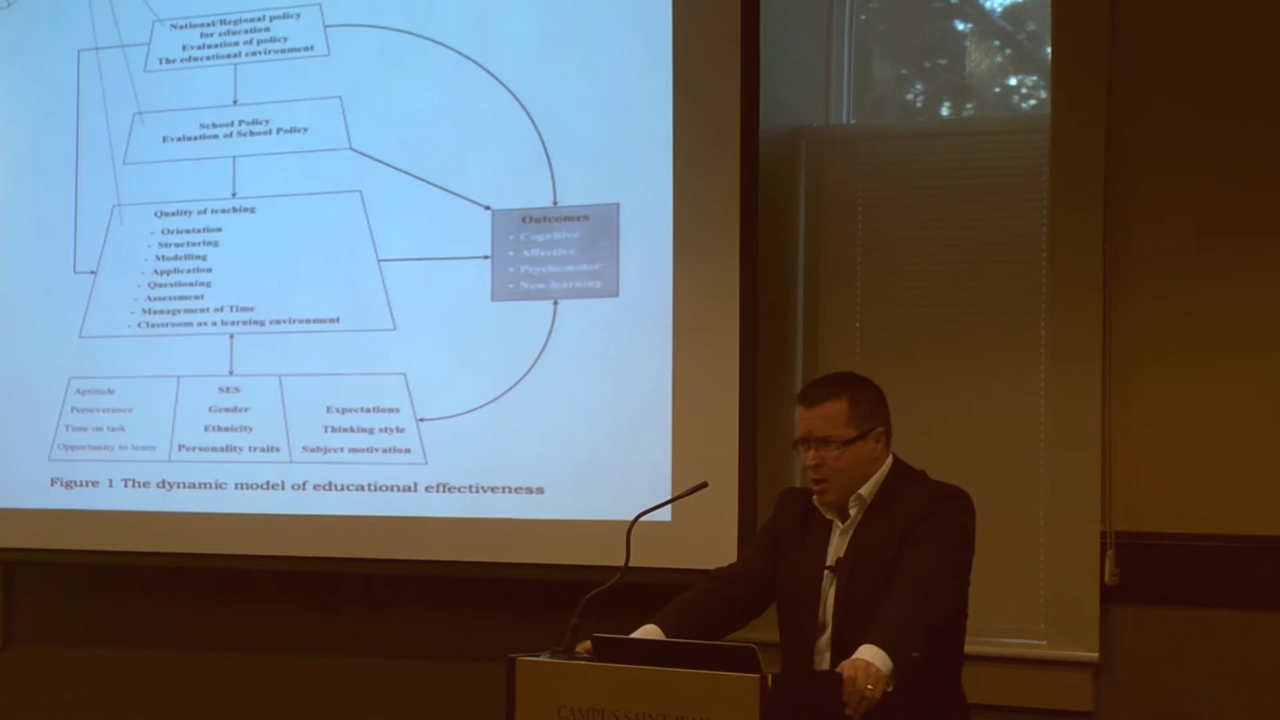 National/Regional policy
for education
Evaluation of policy
The educational environment
School Policy
Evaluation of School Policy
Quality of teaching
- Orientation
- Structuring
- Modelling
- Application
- Questioning
- Assessment
- Management of Time
- Classroom as a learning environment
Outcomes
• Cognitive
• Affective
• Psychomotor
• New learning
Aptitude
Perseverance
Time on task
Opportunity to learn
SES
Gender
Ethnicity
Personality traits
Expectations
Thinking style
Subject motivation
Figure 1 The dynamic model of educational effectiveness
CAMPUS SAINT-JEAN